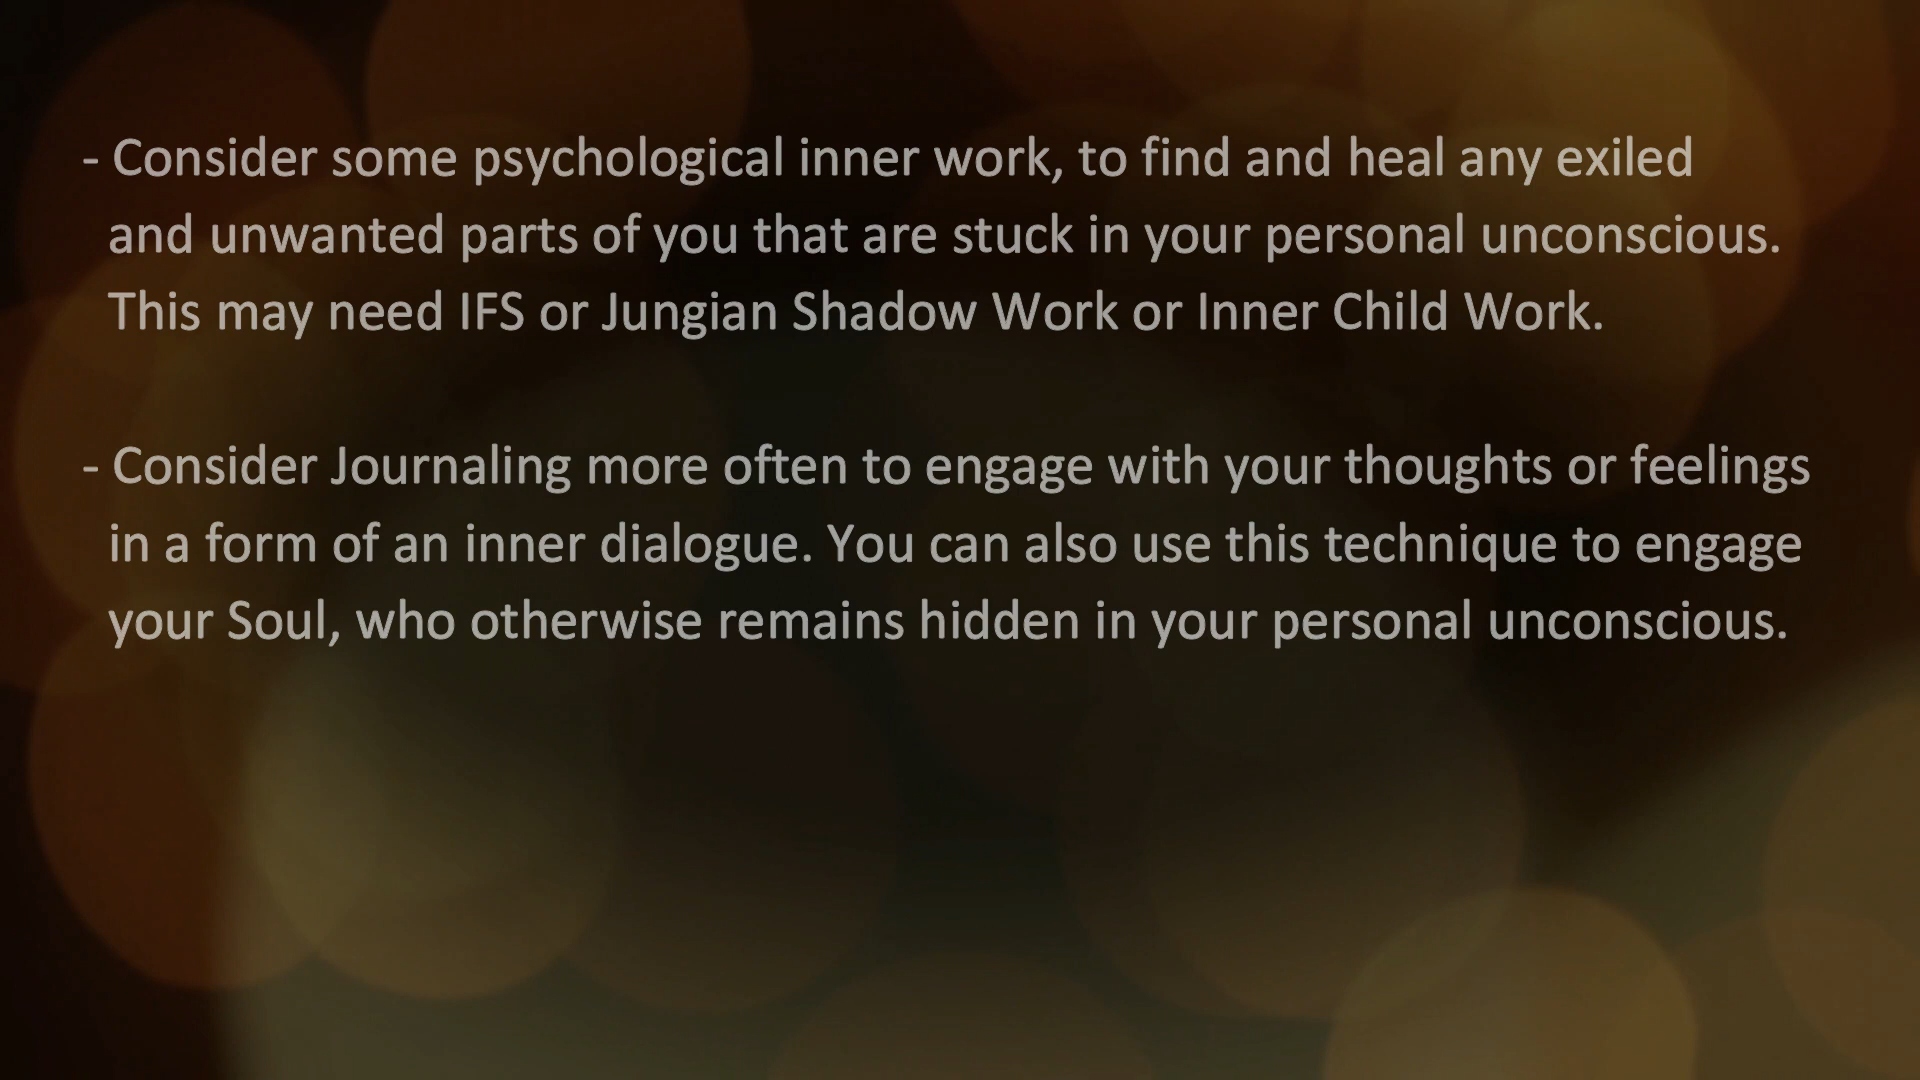 - Consider some psychological inner work, to find and heal any exiled
and unwanted parts of you that are stuck in your personal unconscious.
This may need IFS or Jungian Shadow Work or Inner Child Work.
- Consider Journaling more often to engage with your thoughts or feelings
in a form of an inner dialogue. You can also use this technique to engage
your Soul, who otherwise remains hidden in your personal unconscious.